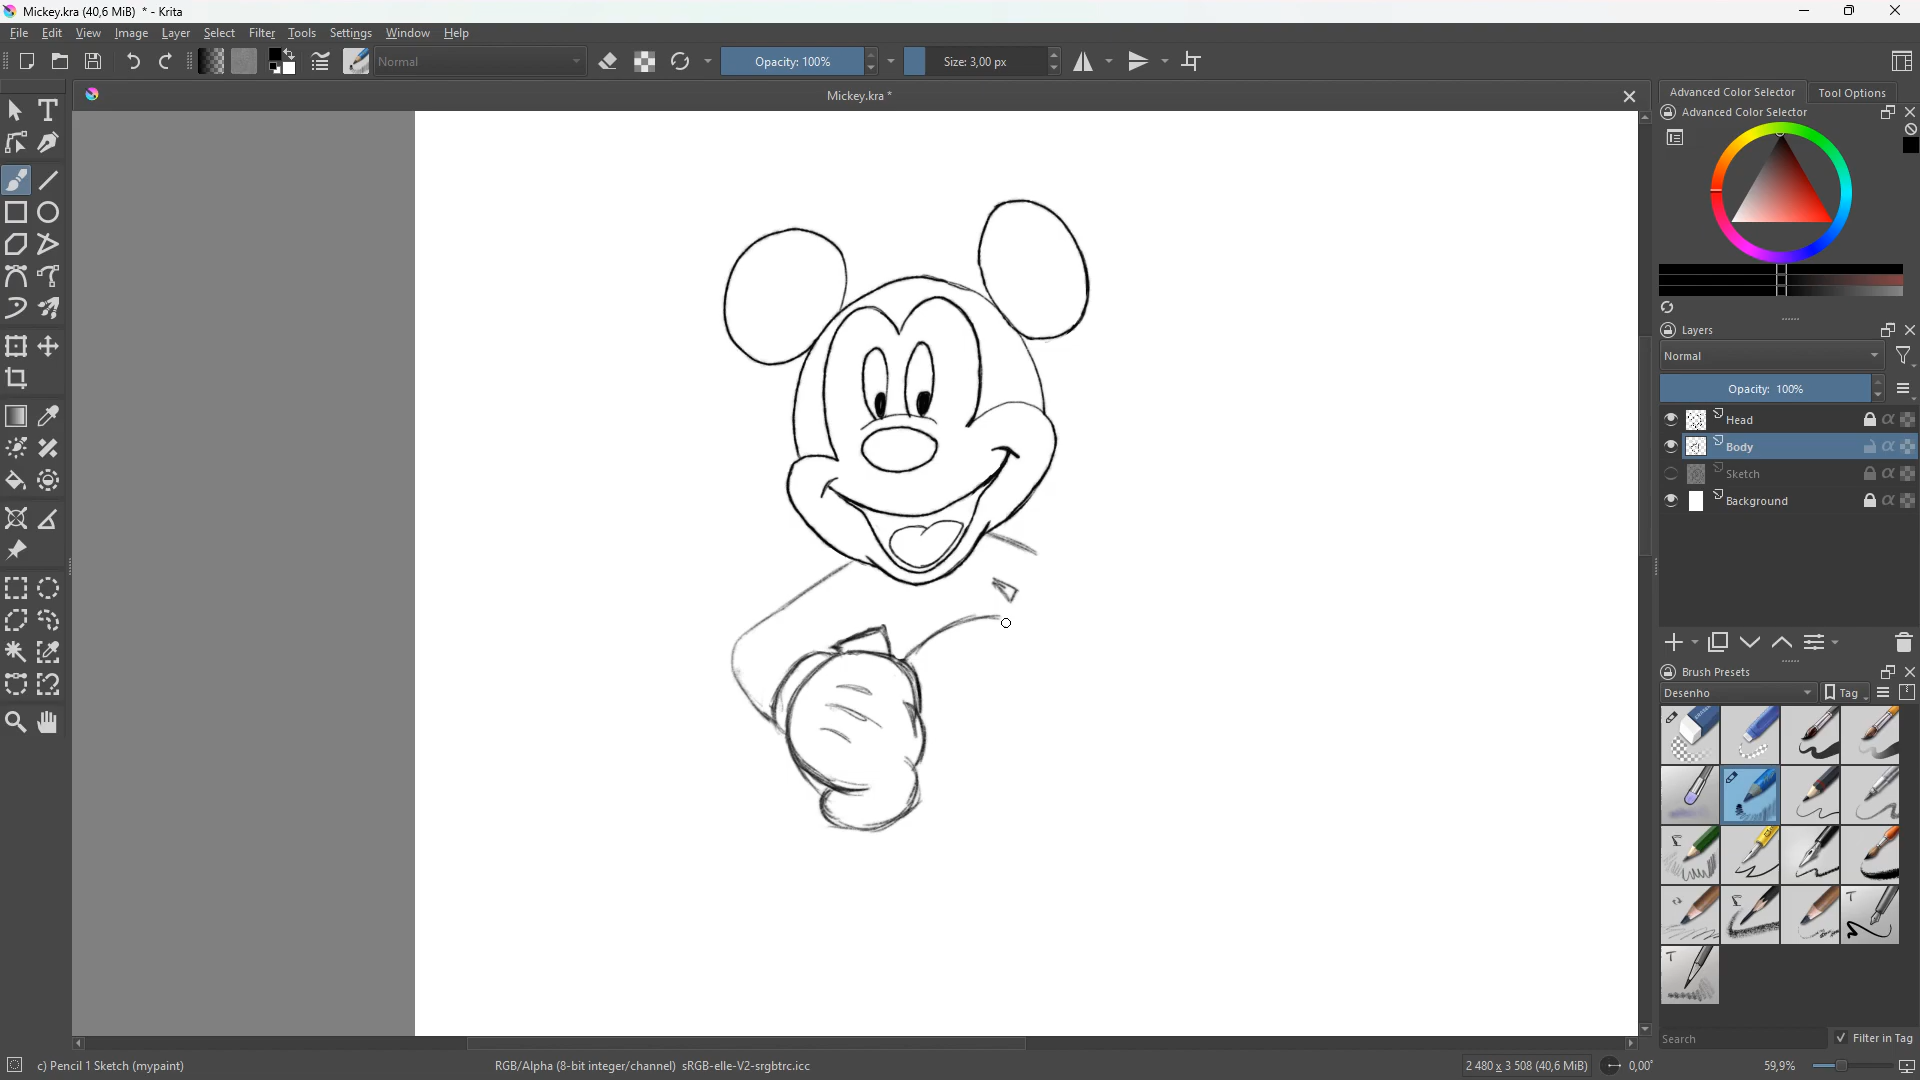 Mickey.kra (40,6 MiB) * - Krita
File Edit View Image Layer Select Filter Tools Settings Window Help
Normal
Opacity: 100%
Size: 3,00 px
Mickey.kra *
Advanced Color Selector
Tool Options
Advanced Color Selector
Layers
Normal
Opacity: 100%
Head
Body
Sketch
Background
Brush Presets
Desenho
Tag
Search
Filter in Tag
c) Pencil 1 Sketch (mypaint)
RGB/Alpha (8-bit integer/channel) sRGB-elle-V2-srgbtrc.icc
2 480 x 3 508 (40,6 MiB)
0,00°
59,9%